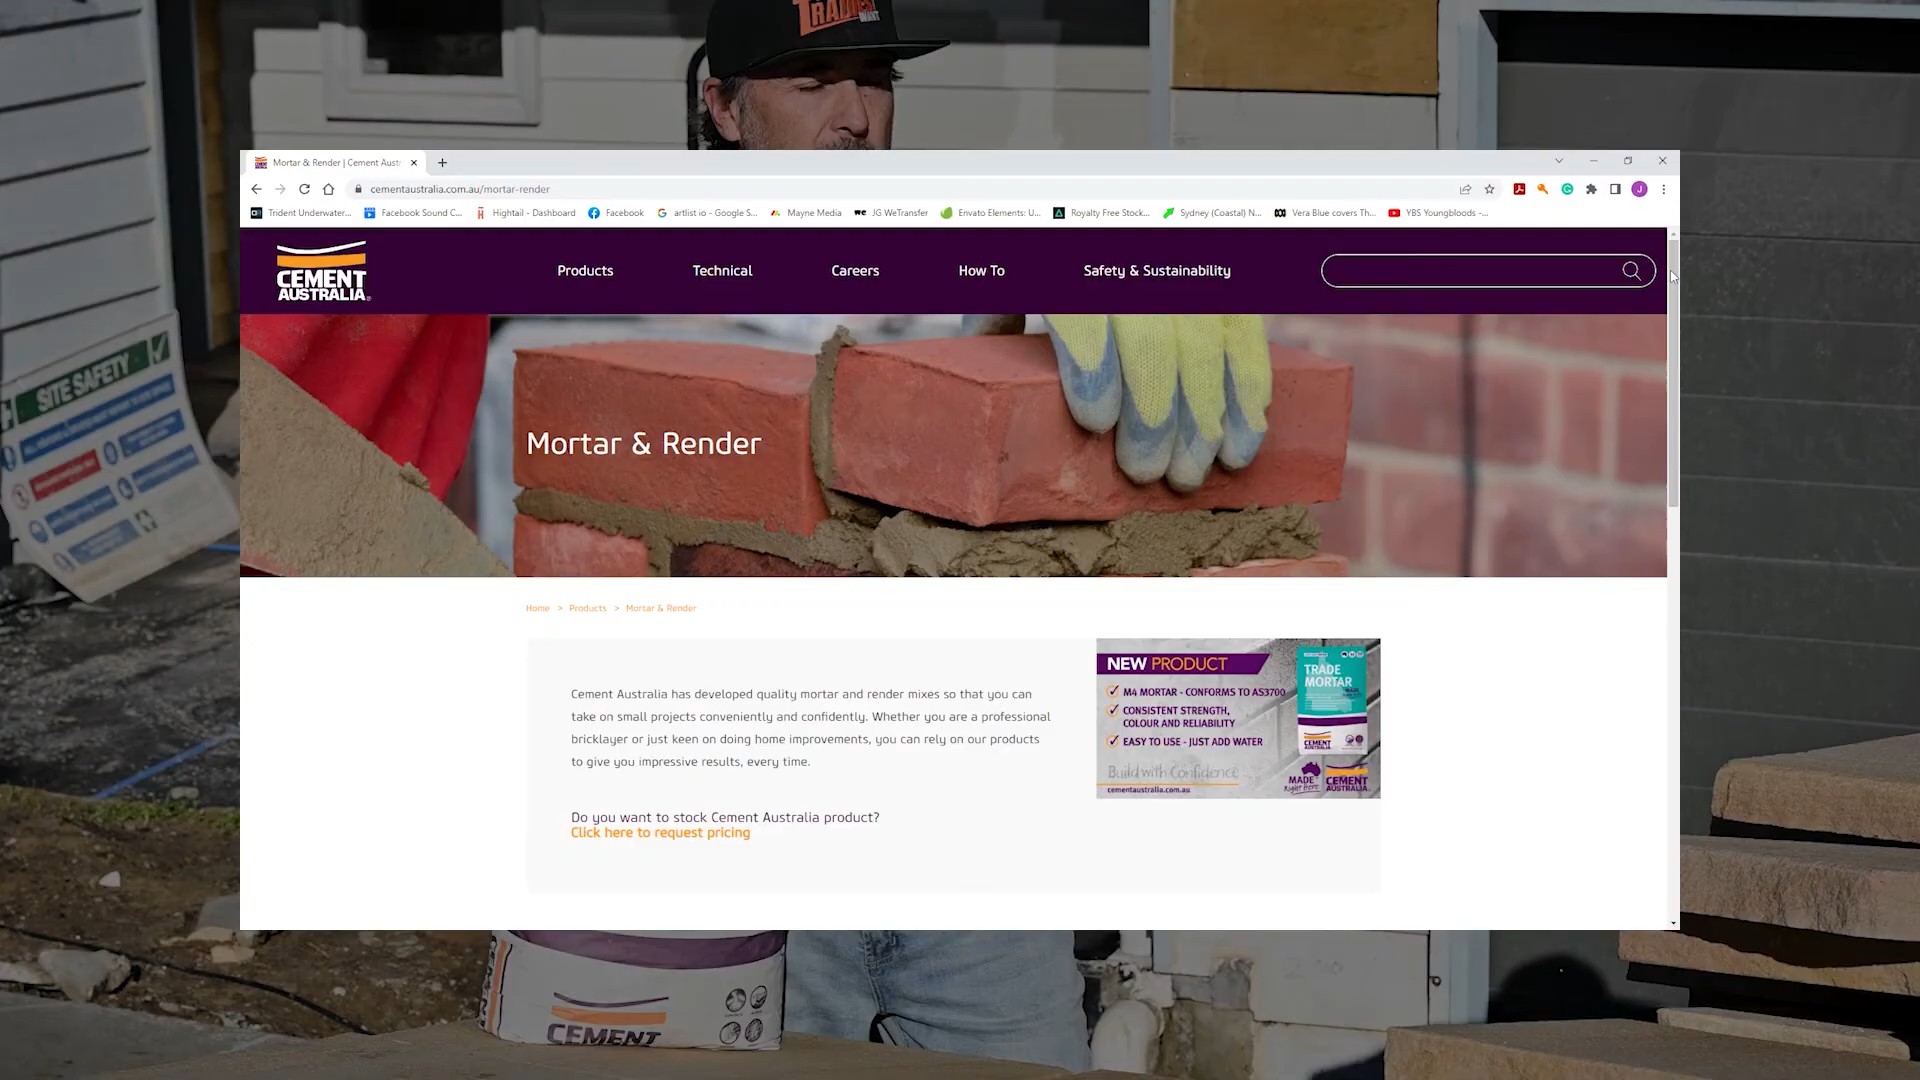 TRADIES
WANT
Mortar & Render | Cement Austr
cementaustralia.com.au/mortar-render
Trident Underwater...
Facebook Sound C...
Hightail - Dashboard
Facebook
artlist io - Google S...
Mayne Media
JG WeTransfer
Envato Elements: U...
Royalty Free Stock...
Sydney (Coastal) N...
Vera Blue covers Th...
YBS Youngbloods -...
J
CEMENT
AUSTRALIA
Products
Technical
Careers
How To
Safety & Sustainability
SITE SAFETY
Mortar & Render
Home > Products > Mortar & Render
Cement Australia has developed quality mortar and render mixes so that you can
take on small projects conveniently and confidently. Whether you are a professional
bricklayer or just keen on doing home improvements, you can rely on our products
to give you impressive results, every time.
Do you want to stock Cement Australia product?
Click here to request pricing
NEW PRODUCT
M4 MORTAR - CONFORMS TO AS3700
CONSISTENT STRENGTH,
COLOUR AND RELIABILITY
EASY TO USE - JUST ADD WATER
Build with Confidence
cementaustralia.com.au
TRADE
MORTAR
CEMENT
AUSTRALIA
MADE
Right Here
CEMENT
AUSTRALIA
CEMENT